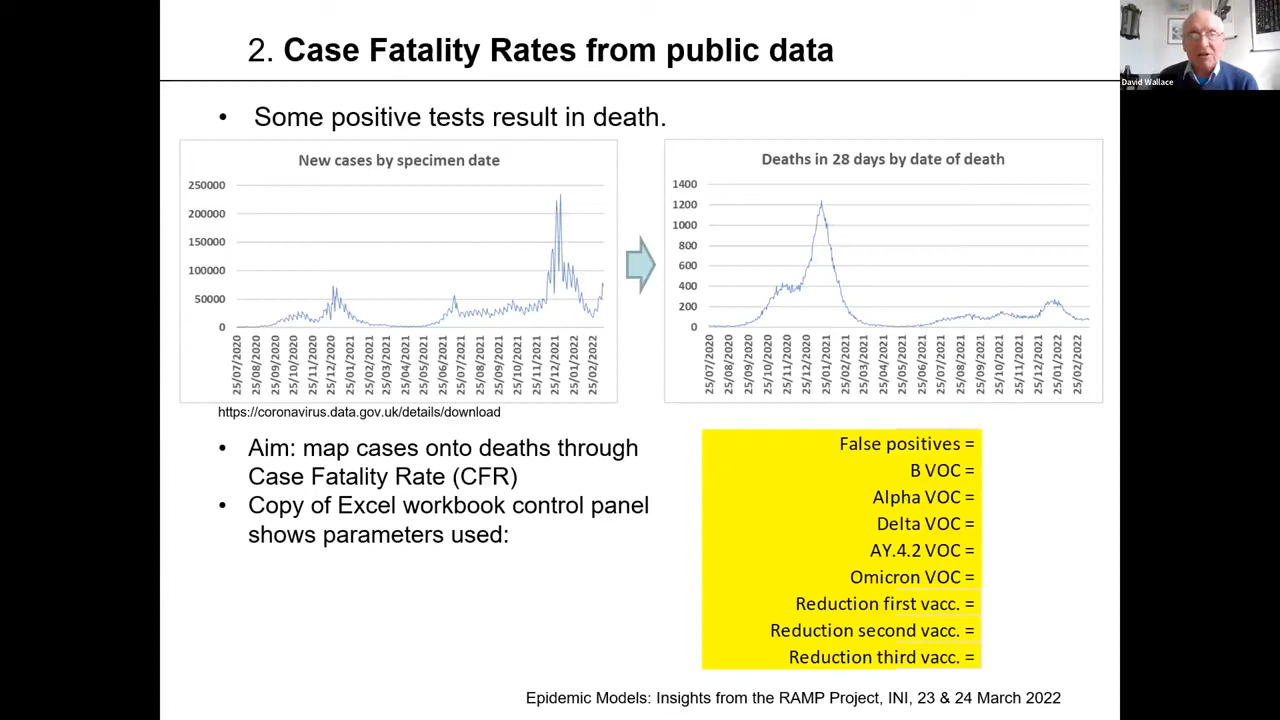 2. Case Fatality Rates from public data
David Wallace
• Some positive tests result in death.
New cases by specimen date
250000
200000
150000
100000
50000
0
25/07/2020
25/08/2020
25/09/2020
25/10/2020
25/11/2020
25/12/2020
25/01/2021
25/02/2021
25/03/2021
25/04/2021
25/05/2021
25/06/2021
25/07/2021
25/08/2021
25/09/2021
25/10/2021
25/11/2021
25/12/2021
25/01/2022
25/02/2022
Deaths in 28 days by date of death
1400
1200
1000
800
600
400
200
0
25/07/2020
25/08/2020
25/09/2020
25/10/2020
25/11/2020
25/12/2020
25/01/2021
25/02/2021
25/03/2021
25/04/2021
25/05/2021
25/06/2021
25/07/2021
25/08/2021
25/09/2021
25/10/2021
25/11/2021
25/12/2021
25/01/2022
25/02/2022
https://coronavirus.data.gov.uk/details/download
• Aim: map cases onto deaths through
Case Fatality Rate (CFR)
• Copy of Excel workbook control panel
shows parameters used:
False positives =
B VOC =
Alpha VOC =
Delta VOC =
AY.4.2 VOC =
Omicron VOC =
Reduction first vacc. =
Reduction second vacc. =
Reduction third vacc. =
Epidemic Models: Insights from the RAMP Project, INI, 23 & 24 March 2022